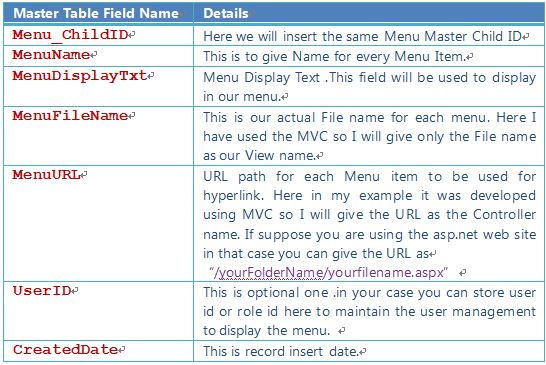 Master Table Field Name Details
Menu_ChildID Here we will insert the same Menu Master Child ID
MenuName This is to give Name for every Menu Item.
MenuDisplayTxt Menu Display Text .This field will be used to display
in our menu.
MenuFileName This is our actual File name for each menu. Here I
have used the MVC so I will give only the File name
as our View name.
MenuURL URL path for each Menu item to be used for
hyperlink. Here in my example it was developed
using MVC so I will give the URL as the Controller
name. If suppose you are using the asp.net web site
in that case you can give the URL as
“/yourFolderName/yourfilename.aspx”
UserID This is optional one .in your case you can store user
id or role id here to maintain the user management
to display the menu.
CreatedDate This is record insert date.